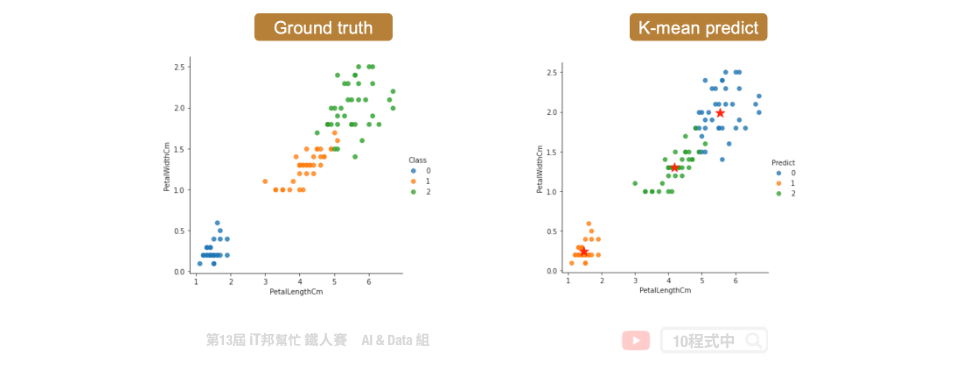 Ground truth
K-mean predict
PetalWidthCm
2.5
2.0
1.5
1.0
0.5
0.0
1 2 3 4 5 6
PetalLengthCm
Class
0
1
2
PetalWidthCm
2.5
2.0
1.5
1.0
0.5
0.0
1 2 3 4 5 6
PetalLengthCm
Predict
0
1
2
第13屆 iT邦幫忙 鐵人賽 AI & Data 組
10程式中